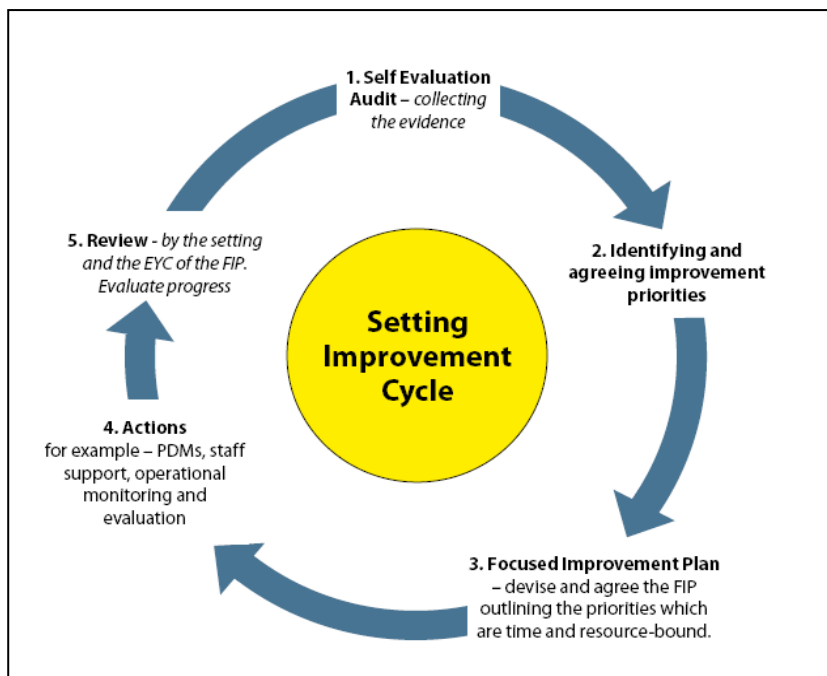 1. Self Evaluation
Audit – collecting
the evidence
2. Identifying and
agreeing improvement
priorities
3. Focused Improvement Plan
– devise and agree the FIP
outlining the priorities which
are time and resource-bound.
4. Actions
for example – PDMs, staff
support, operational
monitoring and
evaluation
5. Review - by the setting
and the EYC of the FIP.
Evaluate progress
Setting
Improvement
Cycle